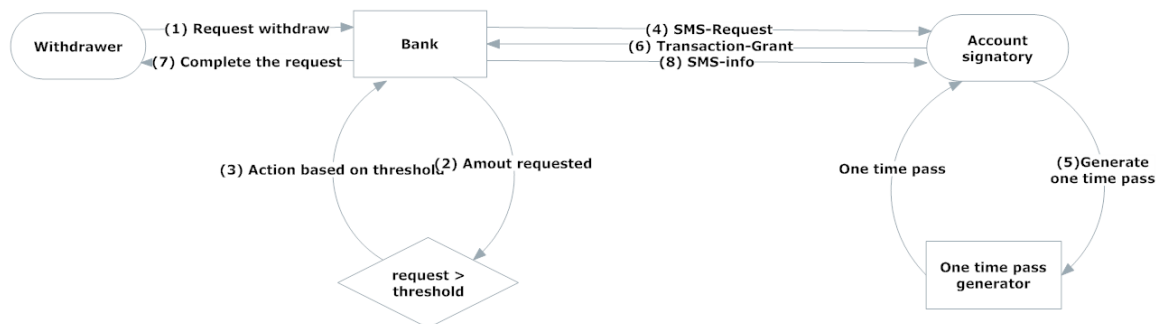 (1) Request withdraw
Withdrawer
(7) Complete the request
Bank
(4) SMS-Request
(6) Transaction-Grant
(8) SMS-info
Account
signatory
(3) Action based on threshold
(2) Amout requested
One time pass
(5)Generate
one time pass
request >
threshold
One time pass
generator